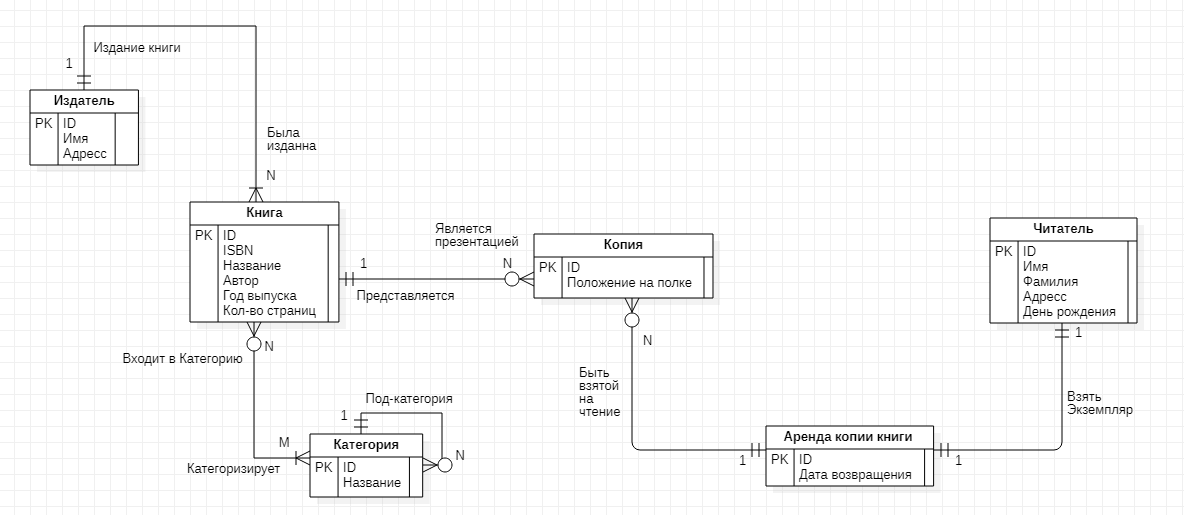 Издание книги
1
Издатель
PK ID
Имя
Адресс
Была
изданна
N
Книга
PK ID
ISBN
Название
Автор
Год выпуска
Кол-во страниц
1
Представляется
Является
презентацией
N
Копия
PK ID
Положение на полке
N
Быть
взятой
на
чтение
1
Аренда копии книги
PK ID
Дата возвращения
1
Взять
Экземпляр
1
Читатель
PK ID
Имя
Фамилия
Адресс
День рождения
N
Входит в Категорию
M
Категоризирует
Под-категория
1
N
Категория
PK ID
Название